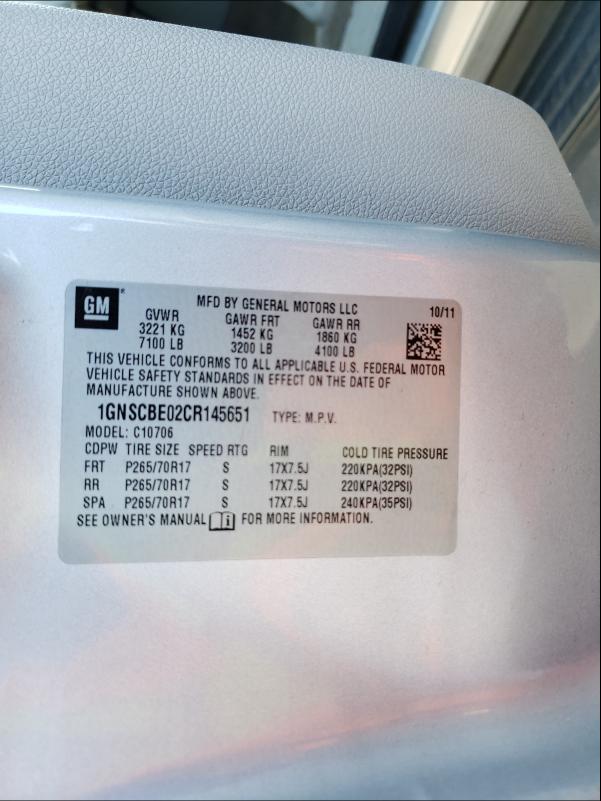 GM ®
MFD BY GENERAL MOTORS LLC 10/11
GVWR GAWR FRT GAWR RR
3221 KG 1452 KG 1860 KG
7100 LB 3200 LB 4100 LB
THIS VEHICLE CONFORMS TO ALL APPLICABLE U.S. FEDERAL MOTOR
VEHICLE SAFETY STANDARDS IN EFFECT ON THE DATE OF
MANUFACTURE SHOWN ABOVE.
1GNSCBE02CR145651 TYPE: M.P.V.
MODEL: C10706
CDPW TIRE SIZE SPEED RTG RIM COLD TIRE PRESSURE
FRT P265/70R17 S 17X7.5J 220KPA(32PSI)
RR P265/70R17 S 17X7.5J 220KPA(32PSI)
SPA P265/70R17 S 17X7.5J 240KPA(35PSI)
SEE OWNER'S MANUAL i FOR MORE INFORMATION.